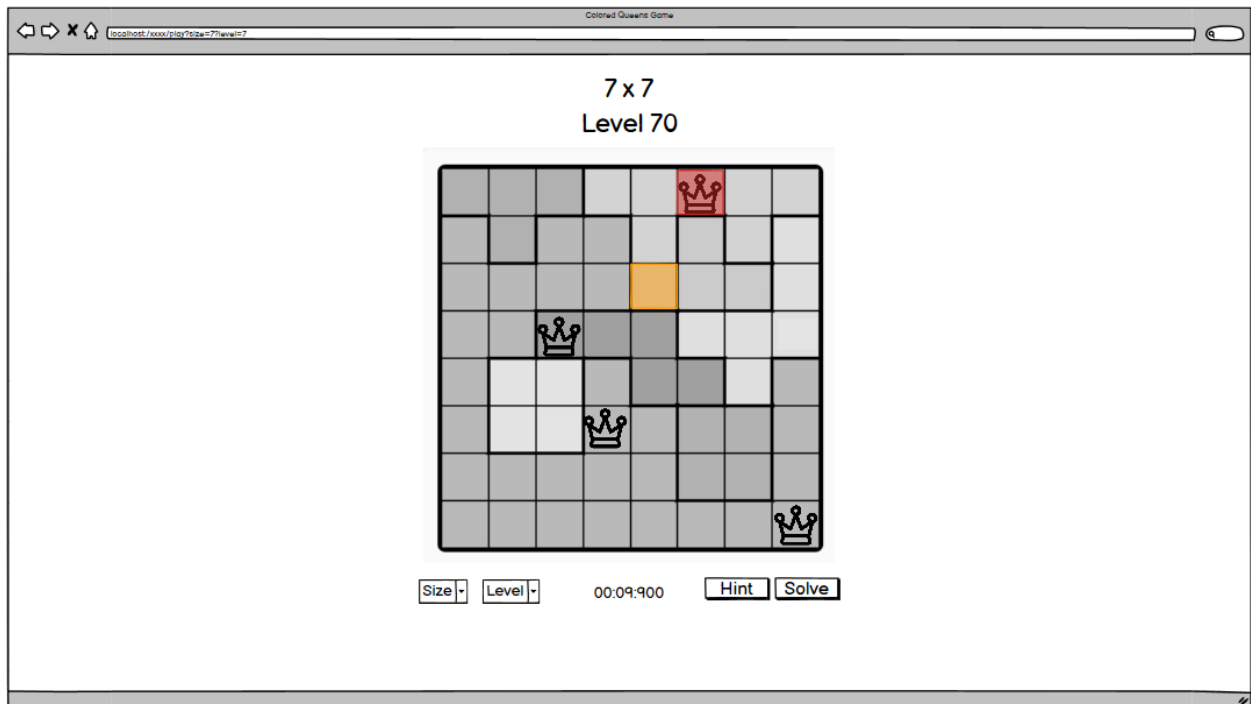 Colored Queens Game
localhost:/xxxx/play?size=7?level=7
7 x 7
Level 70
Size Level 00:09:900 Hint Solve